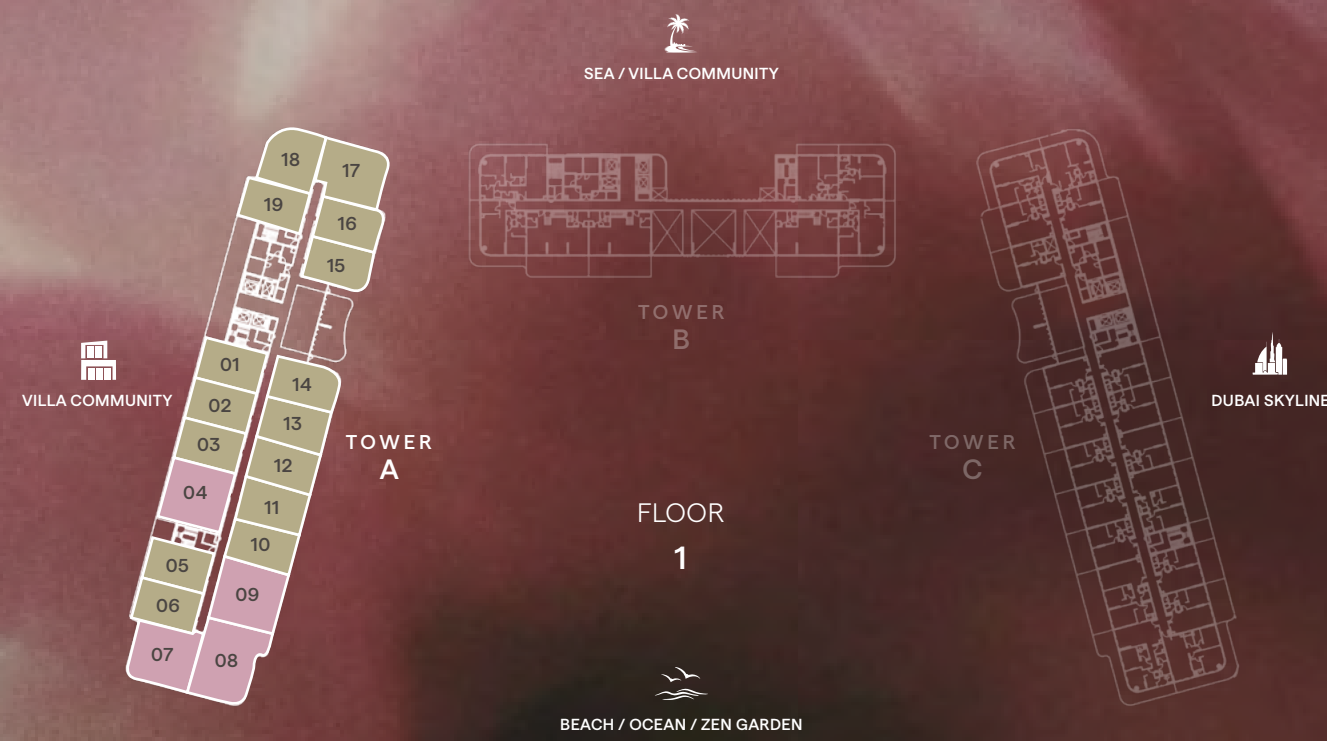 SEA / VILLA COMMUNITY
18
17
19
16
15
TOWER
B
01
14
VILLA COMMUNITY
DUBAI SKYLINE
02
13
03
TOWER
A
TOWER
C
12
04
11
FLOOR
1
10
05
09
06
07
08
BEACH / OCEAN / ZEN GARDEN